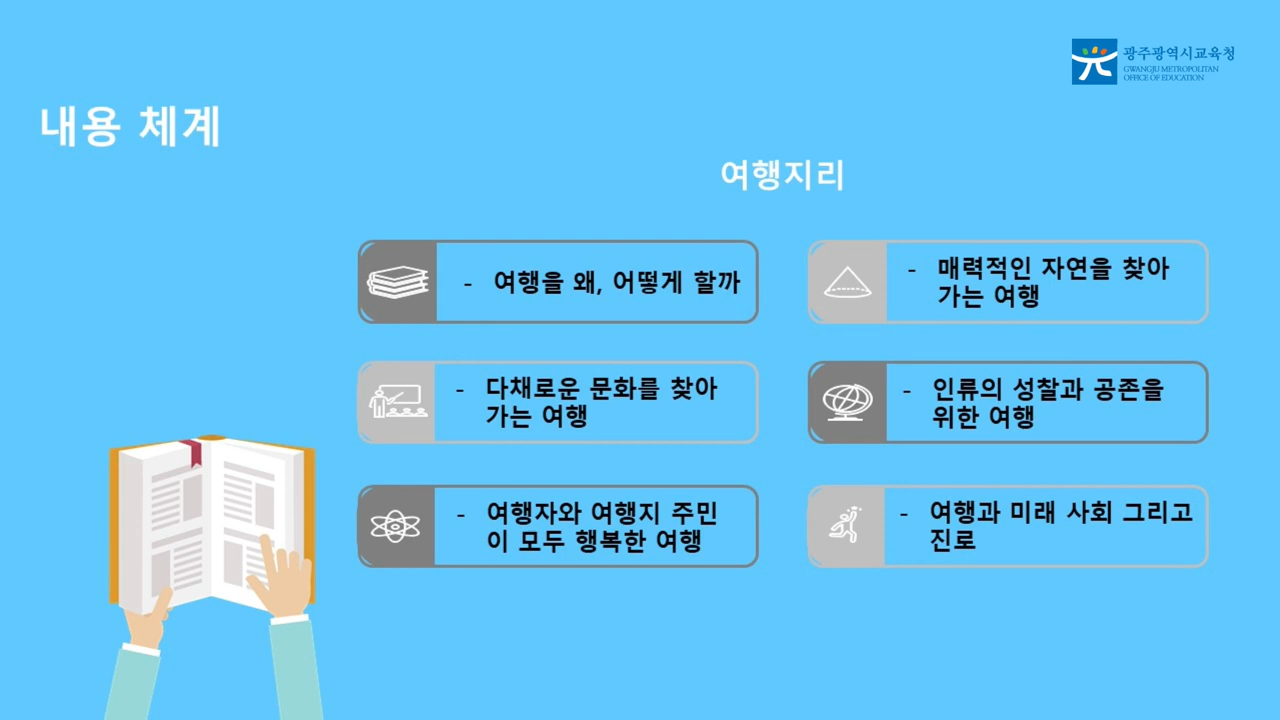 광주광역시교육청
GWANGJU METROPOLITAN
OFFICE OF EDUCATION
내용 체계
여행지리
- 여행을 왜, 어떻게 할까
- 매력적인 자연을 찾아
가는 여행
- 다채로운 문화를 찾아
가는 여행
- 인류의 성찰과 공존을
위한 여행
- 여행자와 여행지 주민
이 모두 행복한 여행
- 여행과 미래 사회 그리고
진로